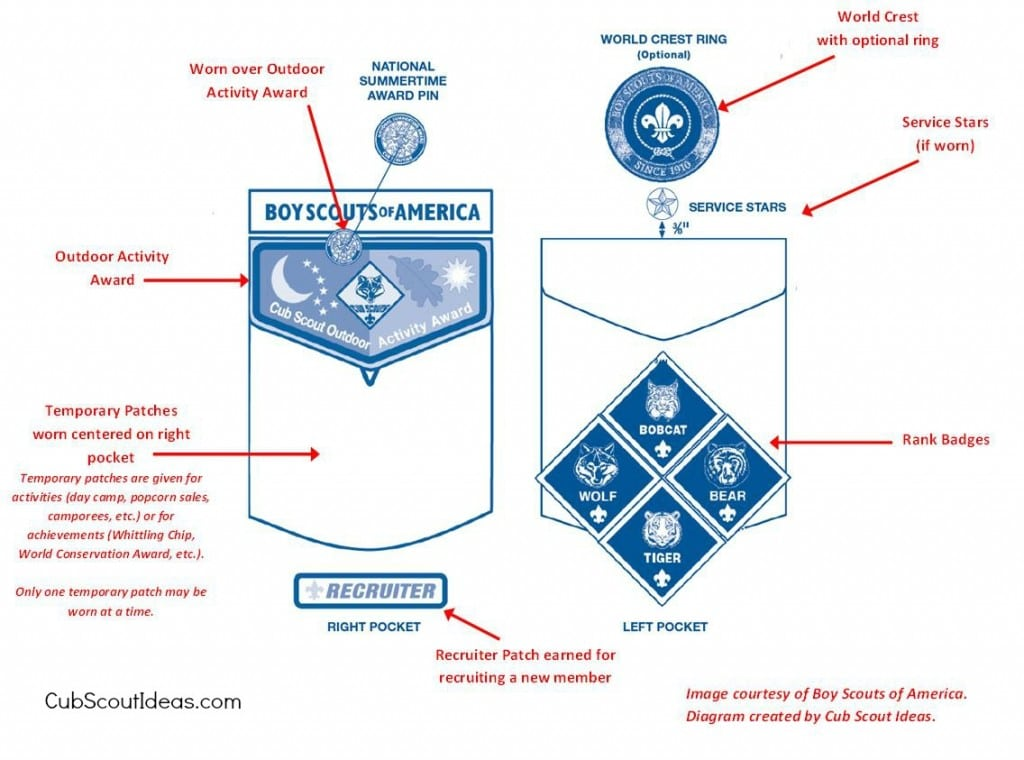 World Crest
with optional ring
WORLD CREST RING
(Optional)
Worn over Outdoor
Activity Award
NATIONAL
SUMMERTIME
AWARD PIN
BOY SCOUTS OF AMERICA
SINCE 1910
Service Stars
(if worn)
SERVICE STARS
⅜"
BOY SCOUTS OF AMERICA
Outdoor Activity
Award
Cub Scout Outdoor Activity Award
Temporary Patches
worn centered on right
pocket
Temporary patches are given for
activities (day camp, popcorn sales,
camporees, etc.) or for
achievements (Whittling Chip,
World Conservation Award, etc.).
Only one temporary patch may be
worn at a time.
BOBCAT
WOLF
BEAR
TIGER
Rank Badges
RECRUITER
RIGHT POCKET
LEFT POCKET
Recruiter Patch earned for
recruiting a new member
CubScoutIdeas.com
Image courtesy of Boy Scouts of America.
Diagram created by Cub Scout Ideas.